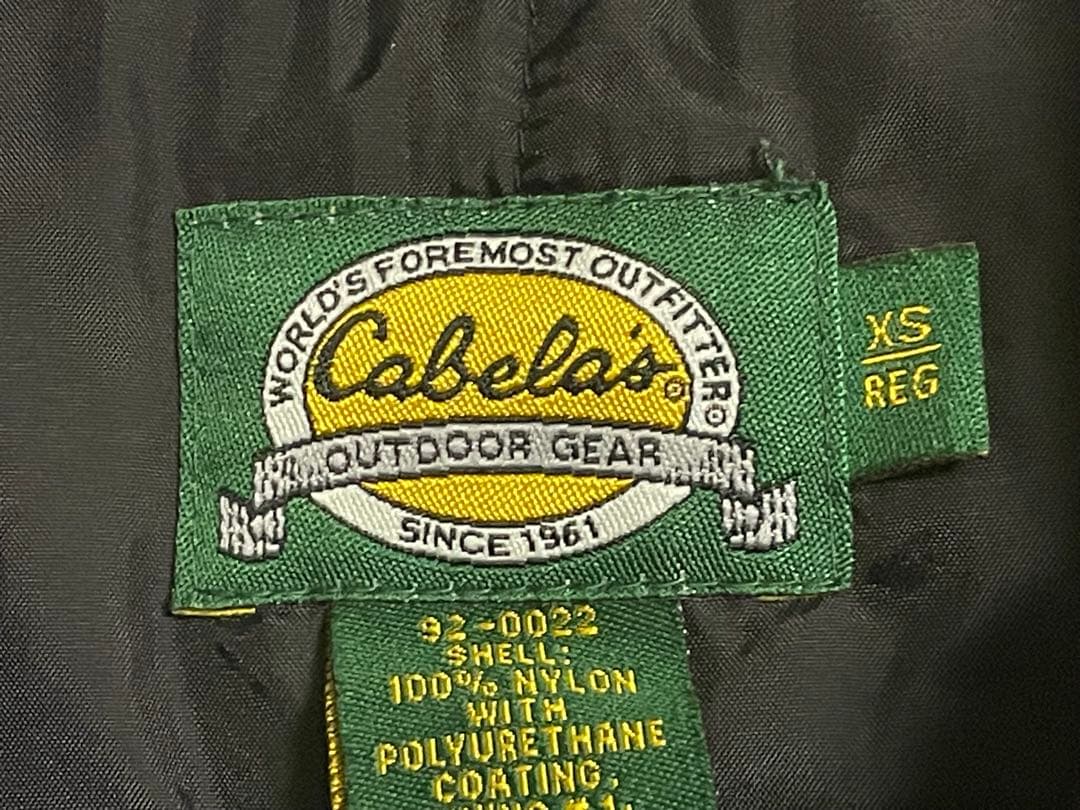 WORLD'S FOREMOST OUTFITTER®
Cabela's®
OUTDOOR GEAR
SINCE 1961
XS
REG
92-0022
SHELL:
100% NYLON
WITH
POLYURETHANE
COATING,